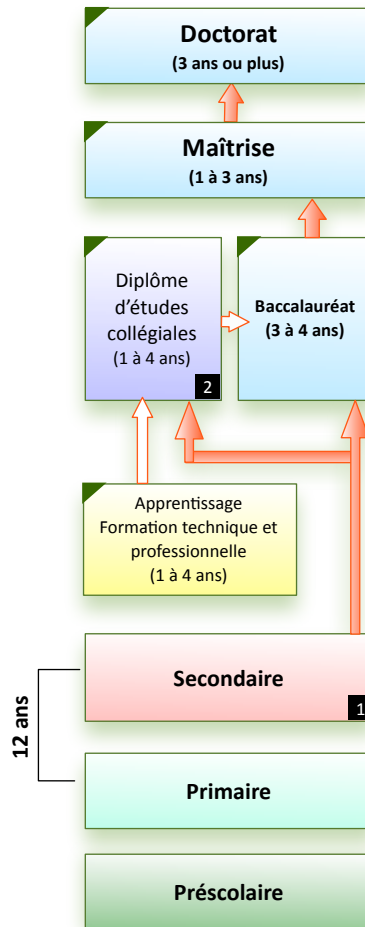 Doctorat
(3 ans ou plus)
Maîtrise
(1 à 3 ans)
Diplôme
d'études
collégiales
(1 à 4 ans)
2
Baccalauréat
(3 à 4 ans)
Apprentissage
Formation technique et
professionnelle
(1 à 4 ans)
12 ans
Secondaire
1
Primaire
Préscolaire